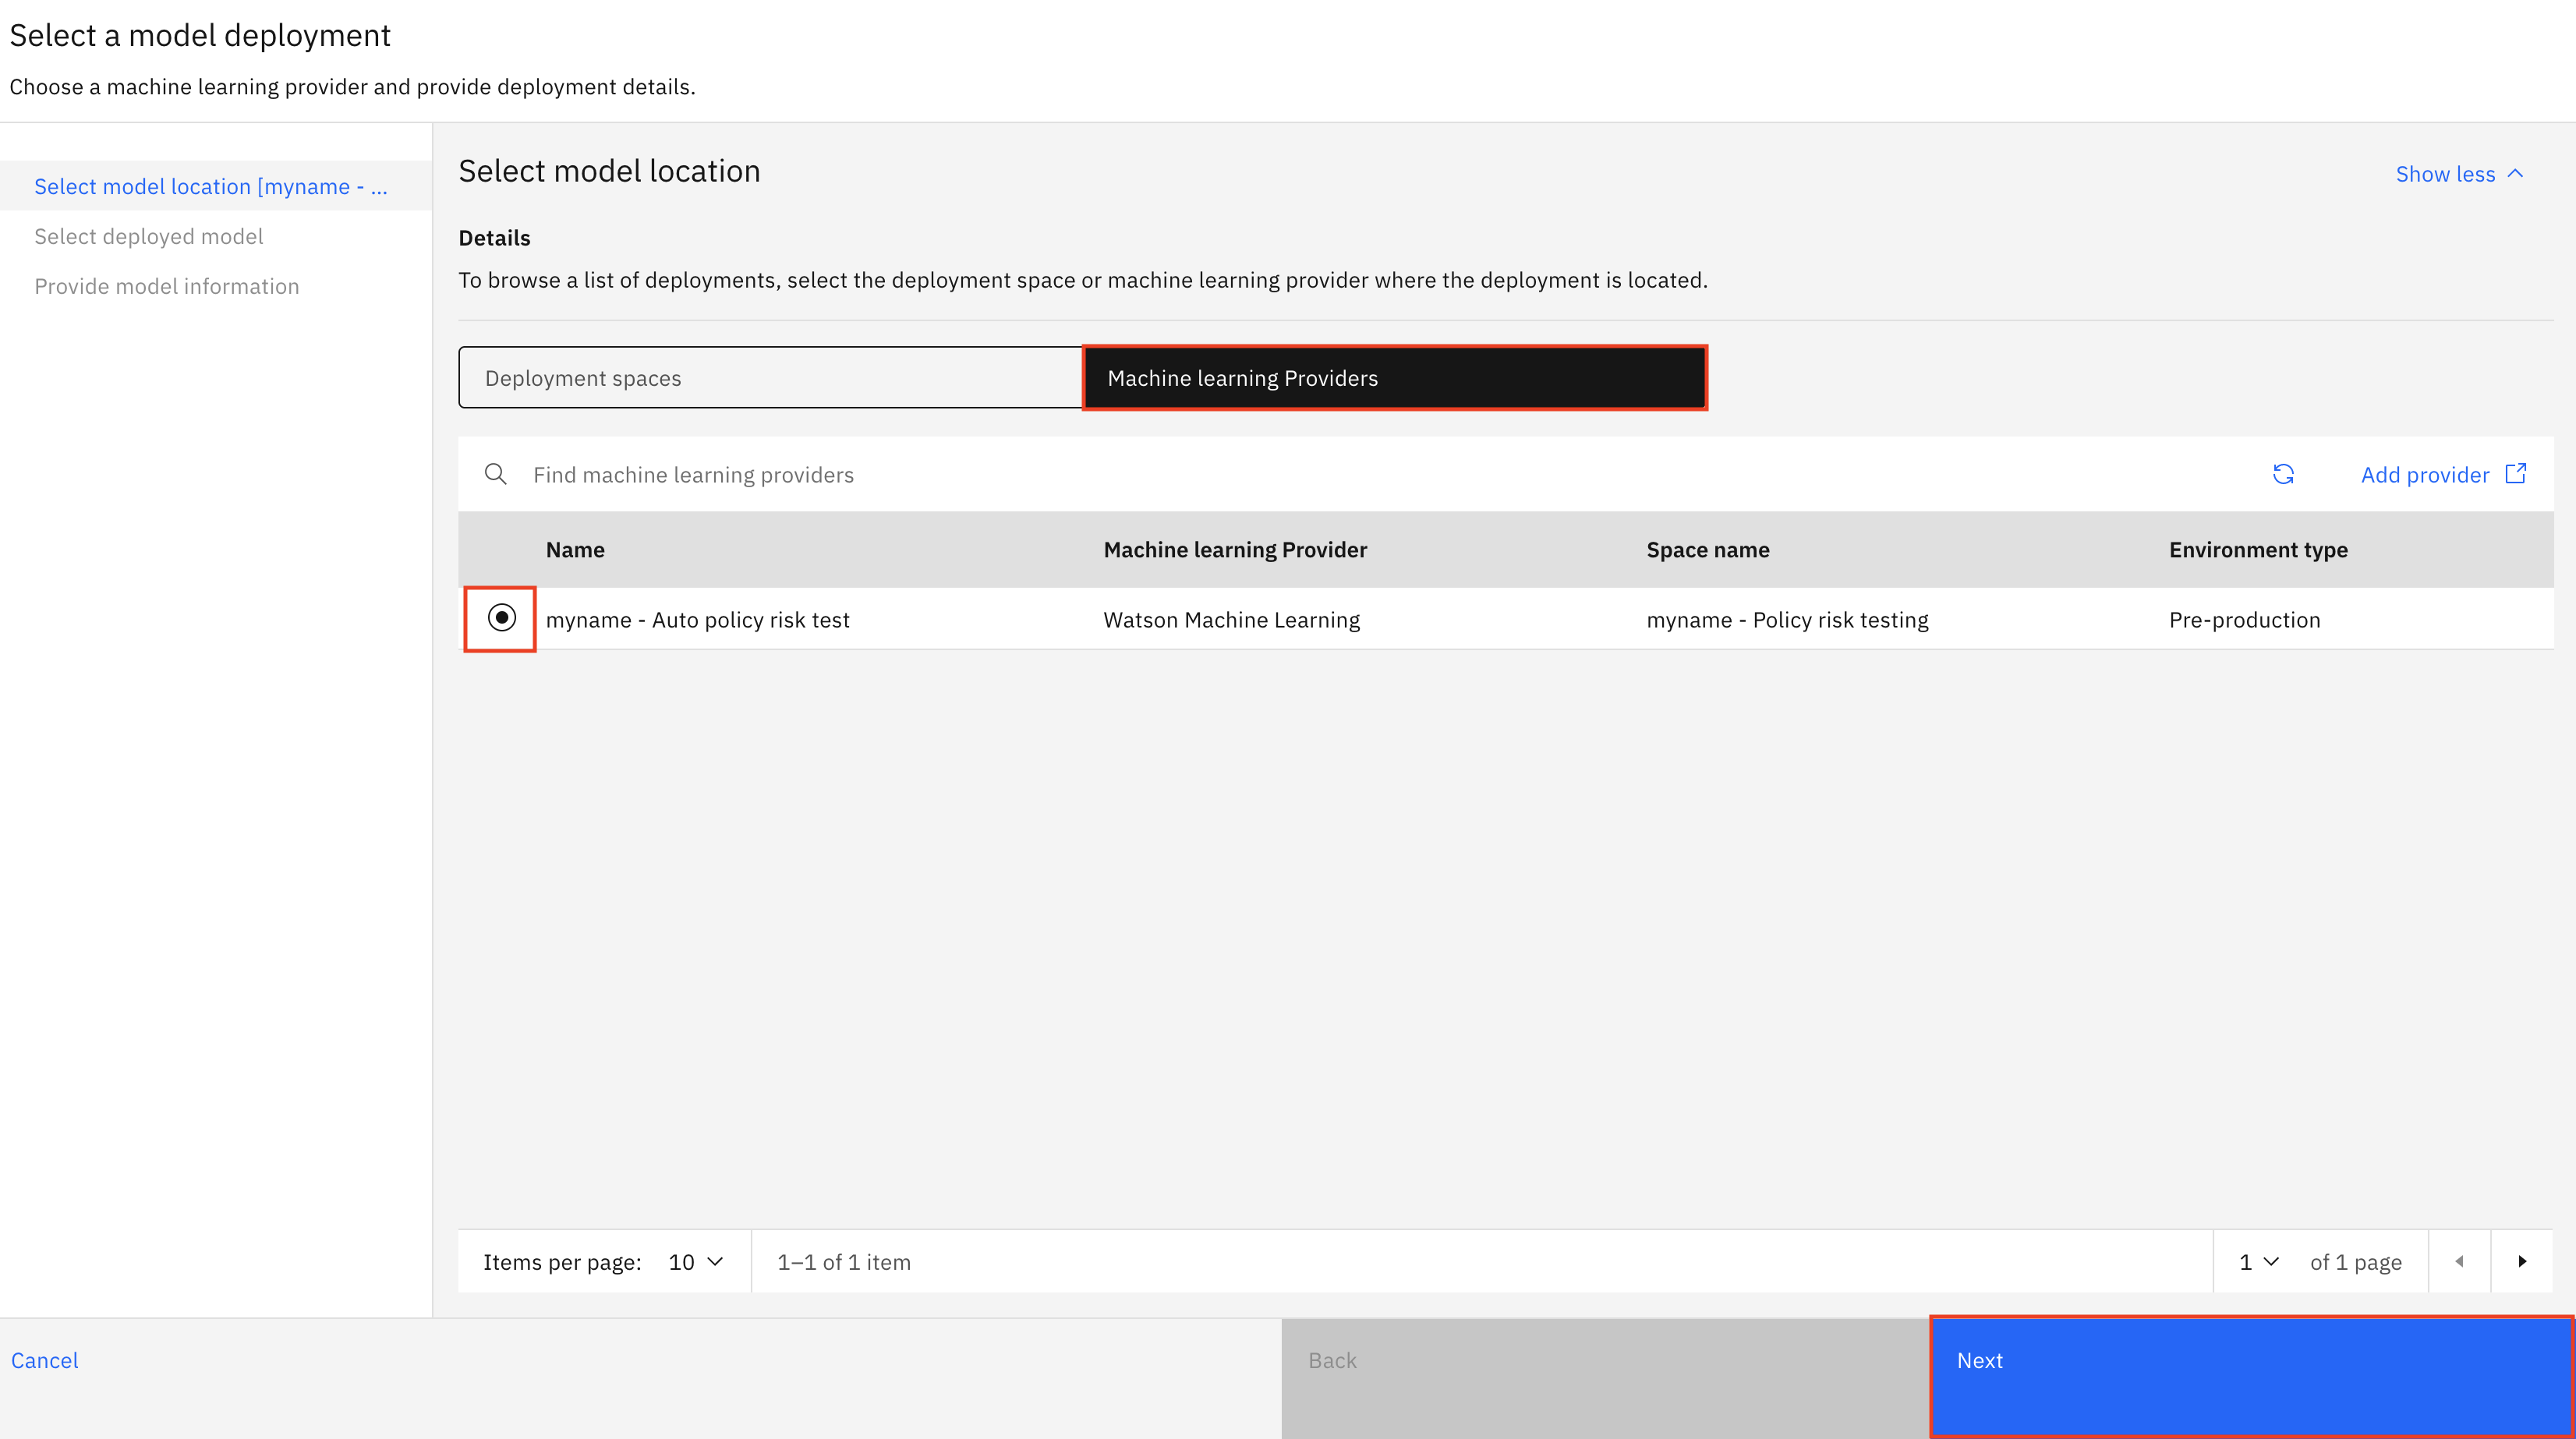 Select a model deployment
Choose a machine learning provider and provide deployment details.
Select model location [myname - ...
Select deployed model
Provide model information
Select model location
Show less
Details
To browse a list of deployments, select the deployment space or machine learning provider where the deployment is located.
Deployment spaces
Machine learning Providers
Find machine learning providers
Add provider
Name Machine learning Provider Space name Environment type
myname - Auto policy risk test Watson Machine Learning myname - Policy risk testing Pre-production
Items per page: 10 1–1 of 1 item 1 of 1 page
Cancel Back Next